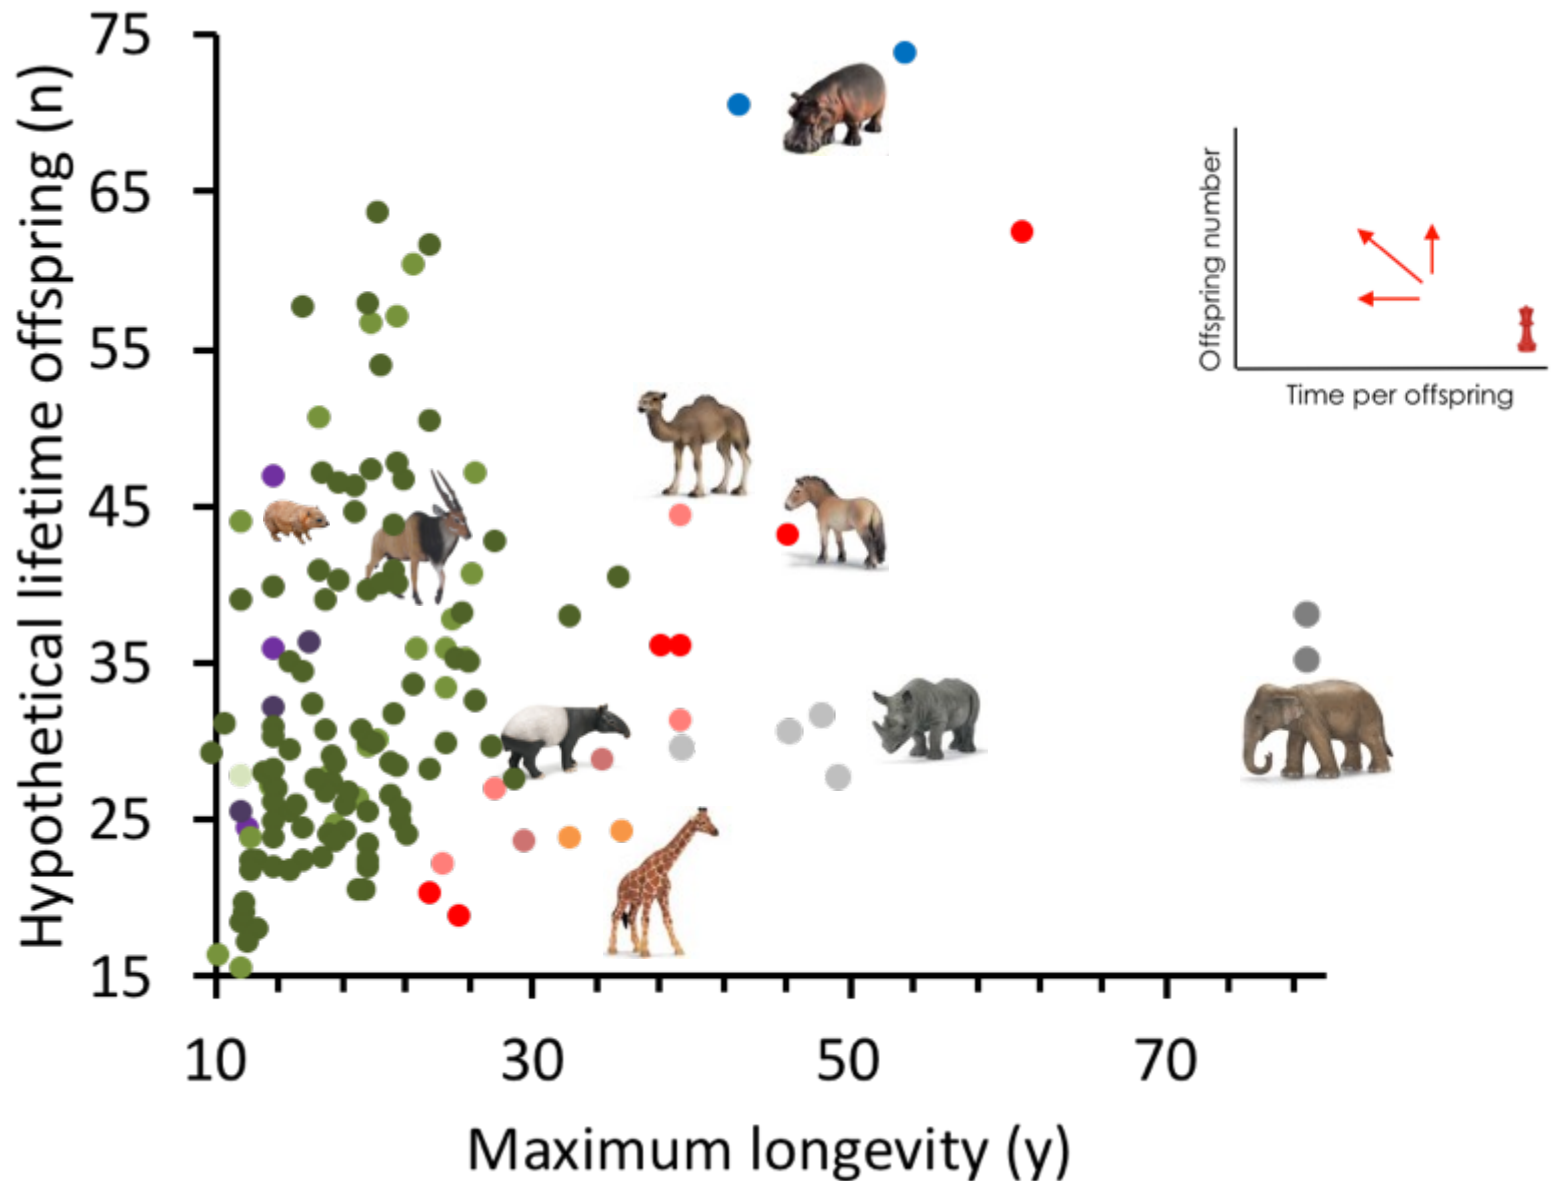 Hypothetical lifetime offspring (n)
75
65
55
45
35
25
15
10
30
50
70
Maximum longevity (y)
Offspring number
Time per offspring